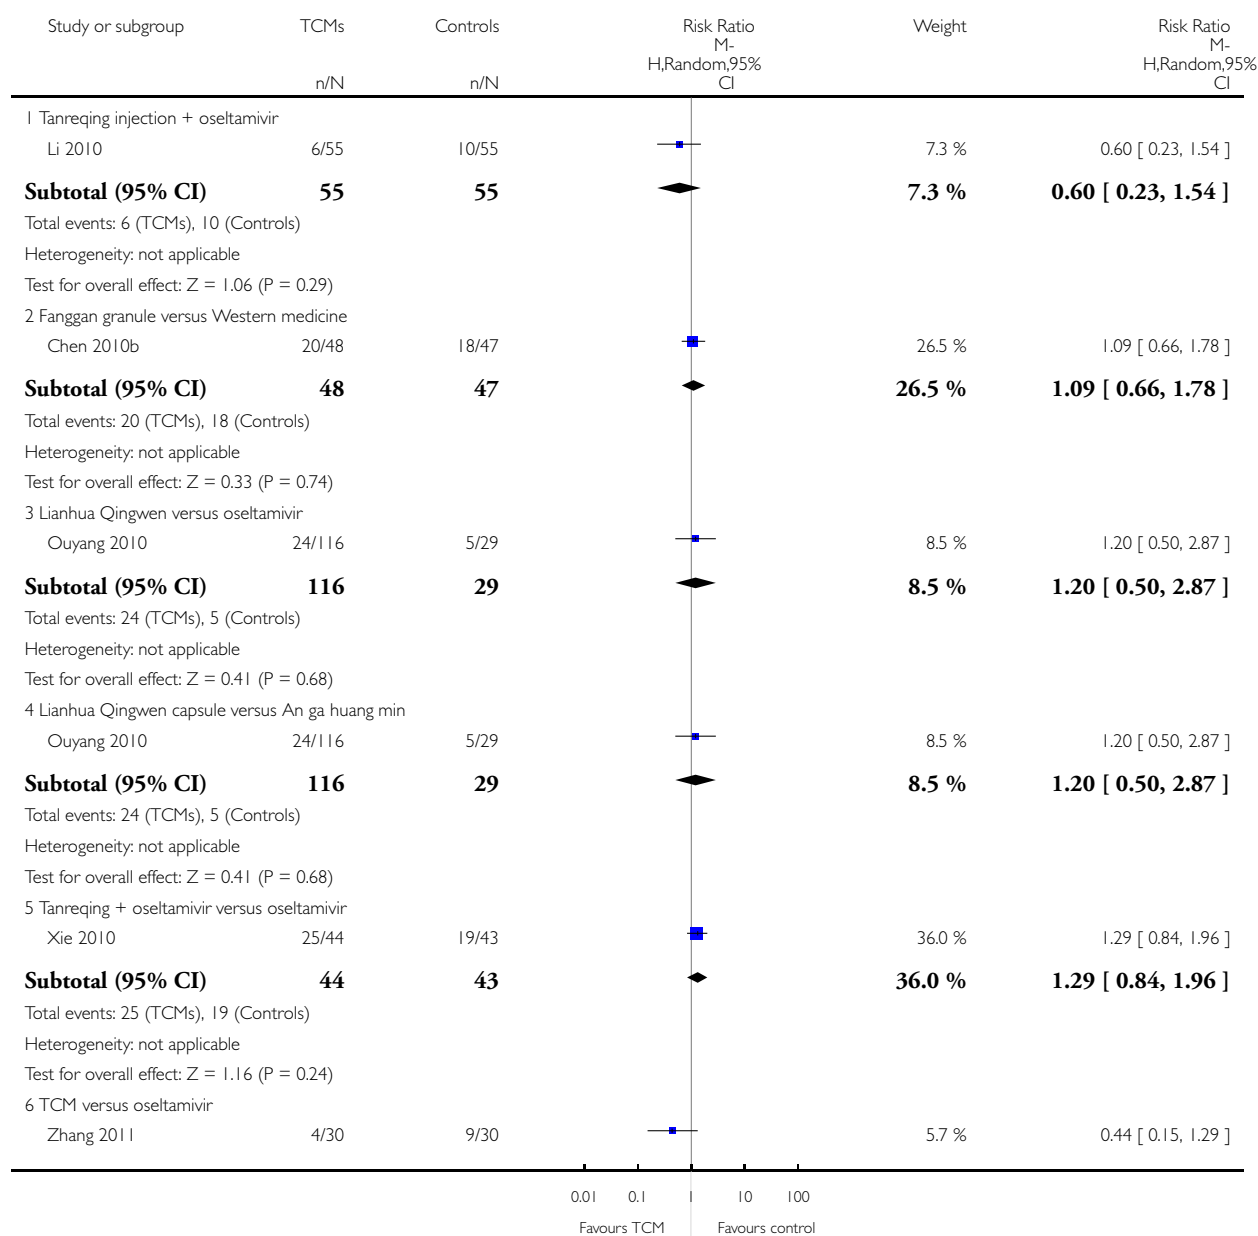 Study or subgroup TCMs Controls Risk Ratio Weight Risk Ratio
M- M-
H,Random,95% H,Random,95%
n/N n/N CI CI
1 Tanreqing injection + oseltamivir
Li 2010 6/55 10/55 7.3 % 0.60 [ 0.23, 1.54 ]
Subtotal (95% CI) 55 55 7.3 % 0.60 [ 0.23, 1.54 ]
Total events: 6 (TCMs), 10 (Controls)
Heterogeneity: not applicable
Test for overall effect: Z = 1.06 (P = 0.29)
2 Fanggan granule versus Western medicine
Chen 2010b 20/48 18/47 26.5 % 1.09 [ 0.66, 1.78 ]
Subtotal (95% CI) 48 47 26.5 % 1.09 [ 0.66, 1.78 ]
Total events: 20 (TCMs), 18 (Controls)
Heterogeneity: not applicable
Test for overall effect: Z = 0.33 (P = 0.74)
3 Lianhua Qingwen versus oseltamivir
Ouyang 2010 24/116 5/29 8.5 % 1.20 [ 0.50, 2.87 ]
Subtotal (95% CI) 116 29 8.5 % 1.20 [ 0.50, 2.87 ]
Total events: 24 (TCMs), 5 (Controls)
Heterogeneity: not applicable
Test for overall effect: Z = 0.41 (P = 0.68)
4 Lianhua Qingwen capsule versus An ga huang min
Ouyang 2010 24/116 5/29 8.5 % 1.20 [ 0.50, 2.87 ]
Subtotal (95% CI) 116 29 8.5 % 1.20 [ 0.50, 2.87 ]
Total events: 24 (TCMs), 5 (Controls)
Heterogeneity: not applicable
Test for overall effect: Z = 0.41 (P = 0.68)
5 Tanreqing + oseltamivir versus oseltamivir
Xie 2010 25/44 19/43 36.0 % 1.29 [ 0.84, 1.96 ]
Subtotal (95% CI) 44 43 36.0 % 1.29 [ 0.84, 1.96 ]
Total events: 25 (TCMs), 19 (Controls)
Heterogeneity: not applicable
Test for overall effect: Z = 1.16 (P = 0.24)
6 TCM versus oseltamivir
Zhang 2011 4/30 9/30 5.7 % 0.44 [ 0.15, 1.29 ]
0.01 0.1 1 10 100
Favours TCM Favours control